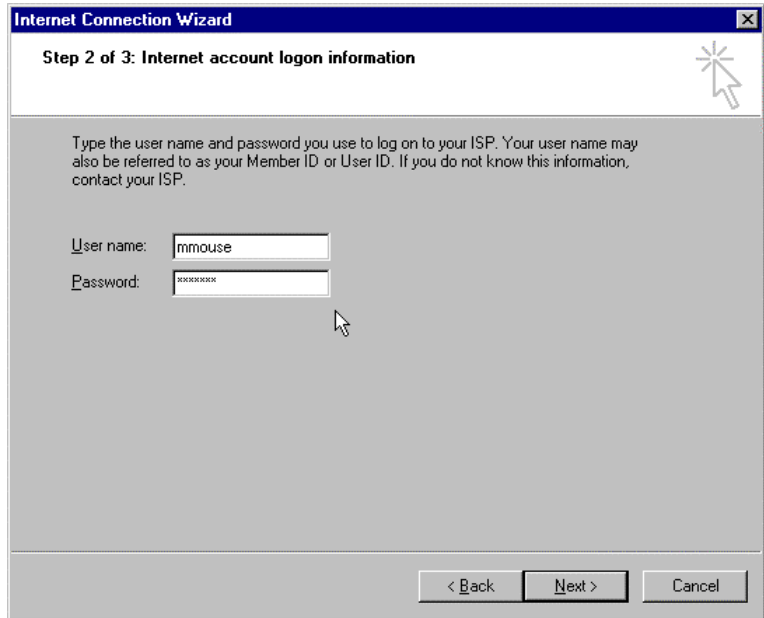 Internet Connection Wizard
Step 2 of 3: Internet account logon information
Type the user name and password you use to log on to your ISP. Your user name may
also be referred to as your Member ID or User ID. If you do not know this information,
contact your ISP.
User name: mmouse
Password: *******
< Back Next > Cancel